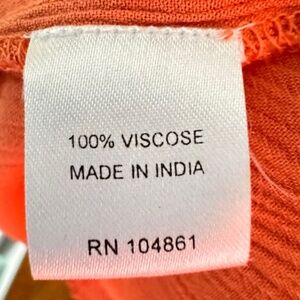 100% VISCOSE
MADE IN INDIA
RN 104861